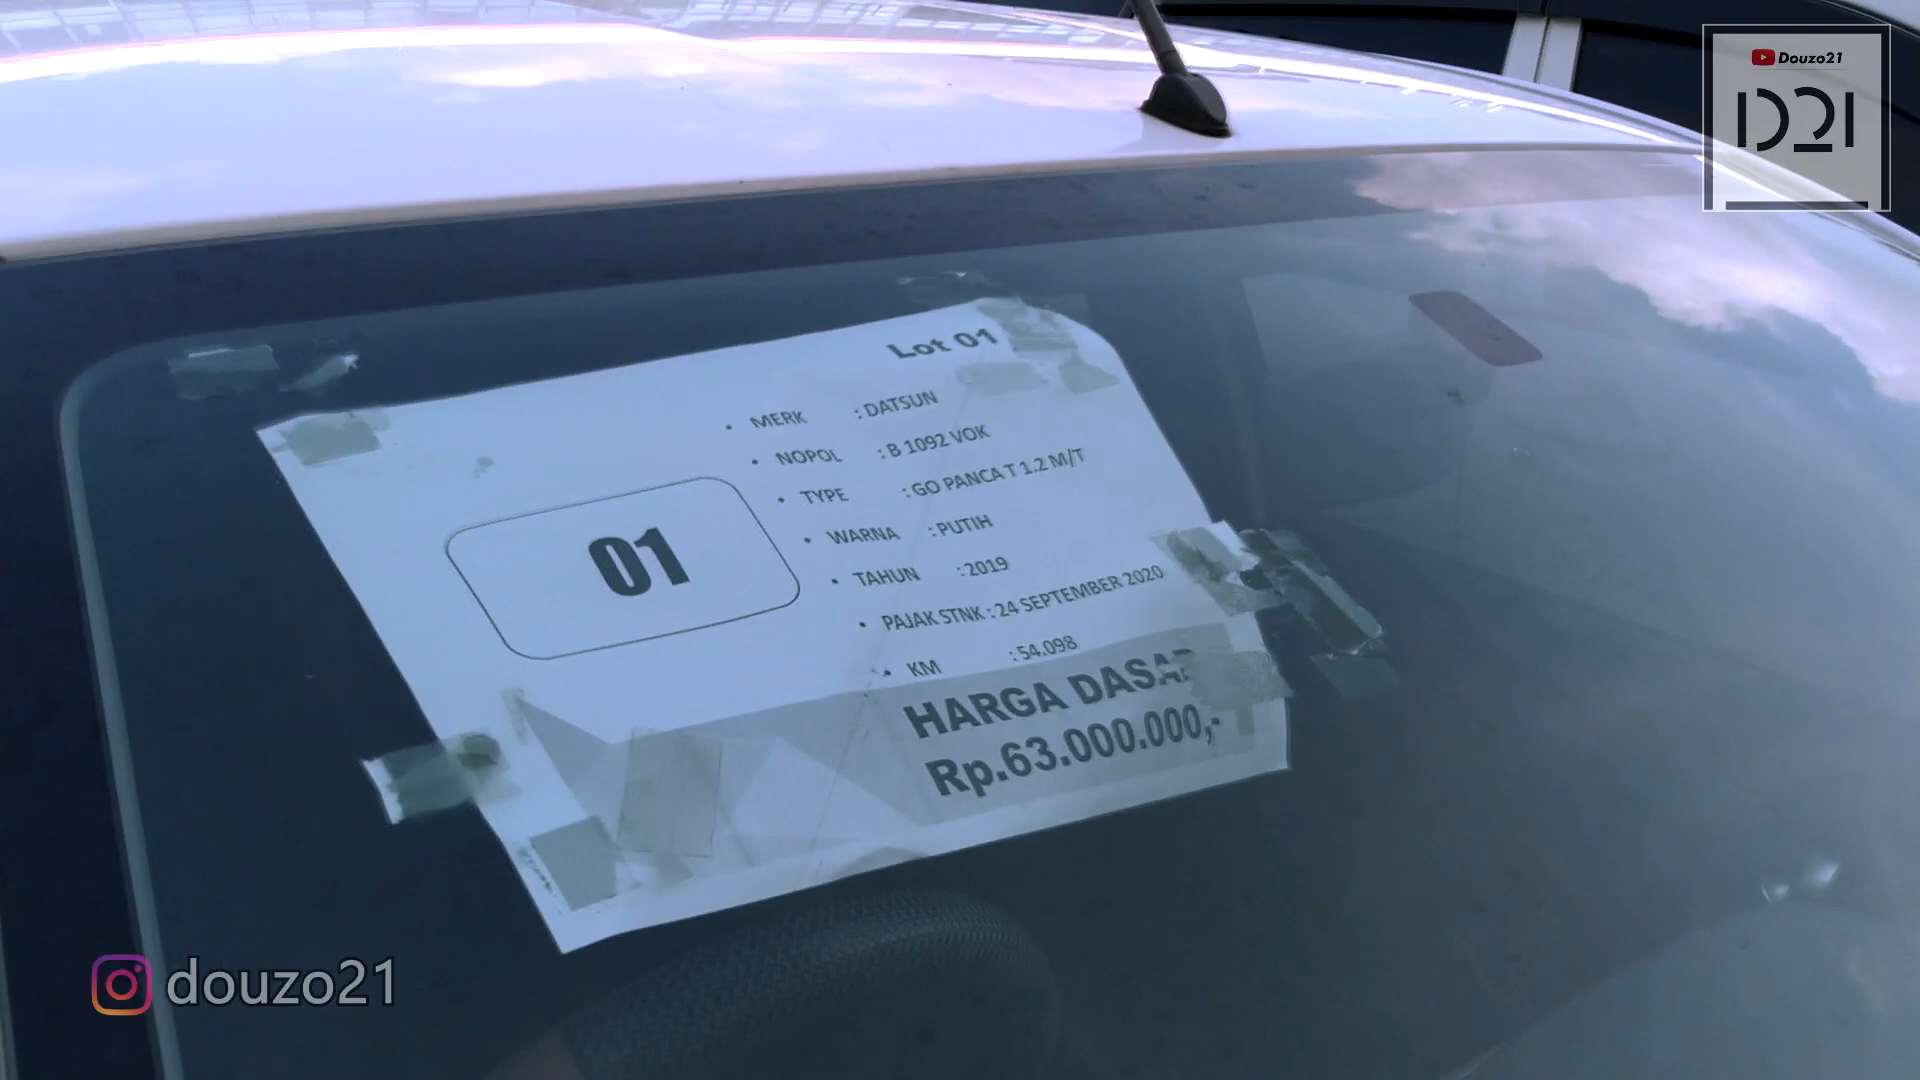 Douzo21
D21
Lot 01
01
• MERK : DATSUN
• NOPOL : B 1092 VOK
• TYPE : GO PANCA T 1.2 M/T
• WARNA : PUTIH
• TAHUN : 2019
• PAJAK STNK : 24 SEPTEMBER 2020
• KM : 54.098
HARGA DASAR
Rp.63.000.000,-
douzo21